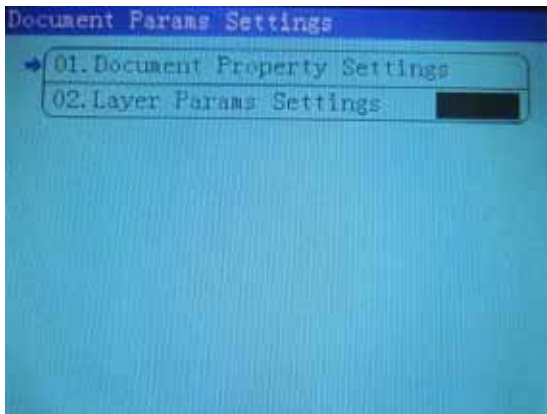 Document Params Settings
01.Document Property Settings
02.Layer Params Settings